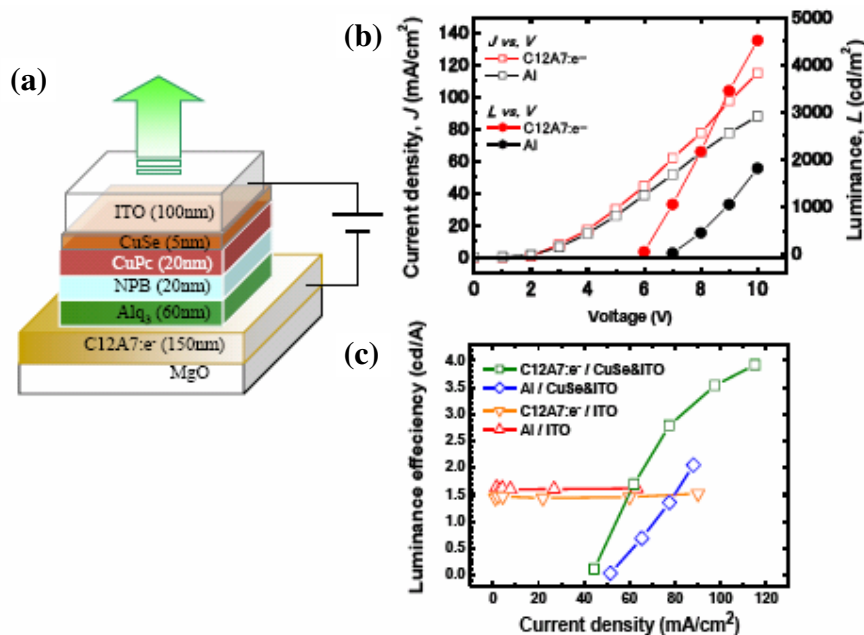 (a)
ITO (100nm)
CuSe (5nm)
CuPc (20nm)
NPB (20nm)
Alq3 (60nm)
C12A7:e- (150nm)
MgO
(b)
Current density, J (mA/cm²)
140
120
100
80
60
40
20
0
J vs, V
C12A7:e−
Al
L vs, V
C12A7:e−
Al
5000
4000
3000
2000
1000
0
Luminance, L (cd/m²)
0 2 4 6 8 10
Voltage (V)
(c)
Luminance effeciency (cd/A)
4.0
3.5
3.0
2.5
2.0
1.5
1.0
0.5
0.0
C12A7:e- / CuSe&ITO
Al / CuSe&ITO
C12A7:e- / ITO
Al / ITO
0 20 40 60 80 100 120
Current density (mA/cm²)